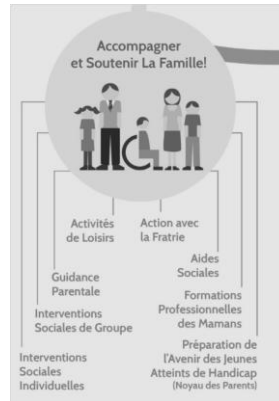 Accompagner
et Soutenir La Famille!
Activités
de Loisirs
Action avec
la Fratrie
Guidance
Parentale
Aides
Sociales
Interventions
Sociales de Groupe
Formations
Professionnelles
des Mamans
Interventions
Sociales
Individuelles
Préparation de
l'Avenir des Jeunes
Atteints de Handicap
(Noyau des Parents)